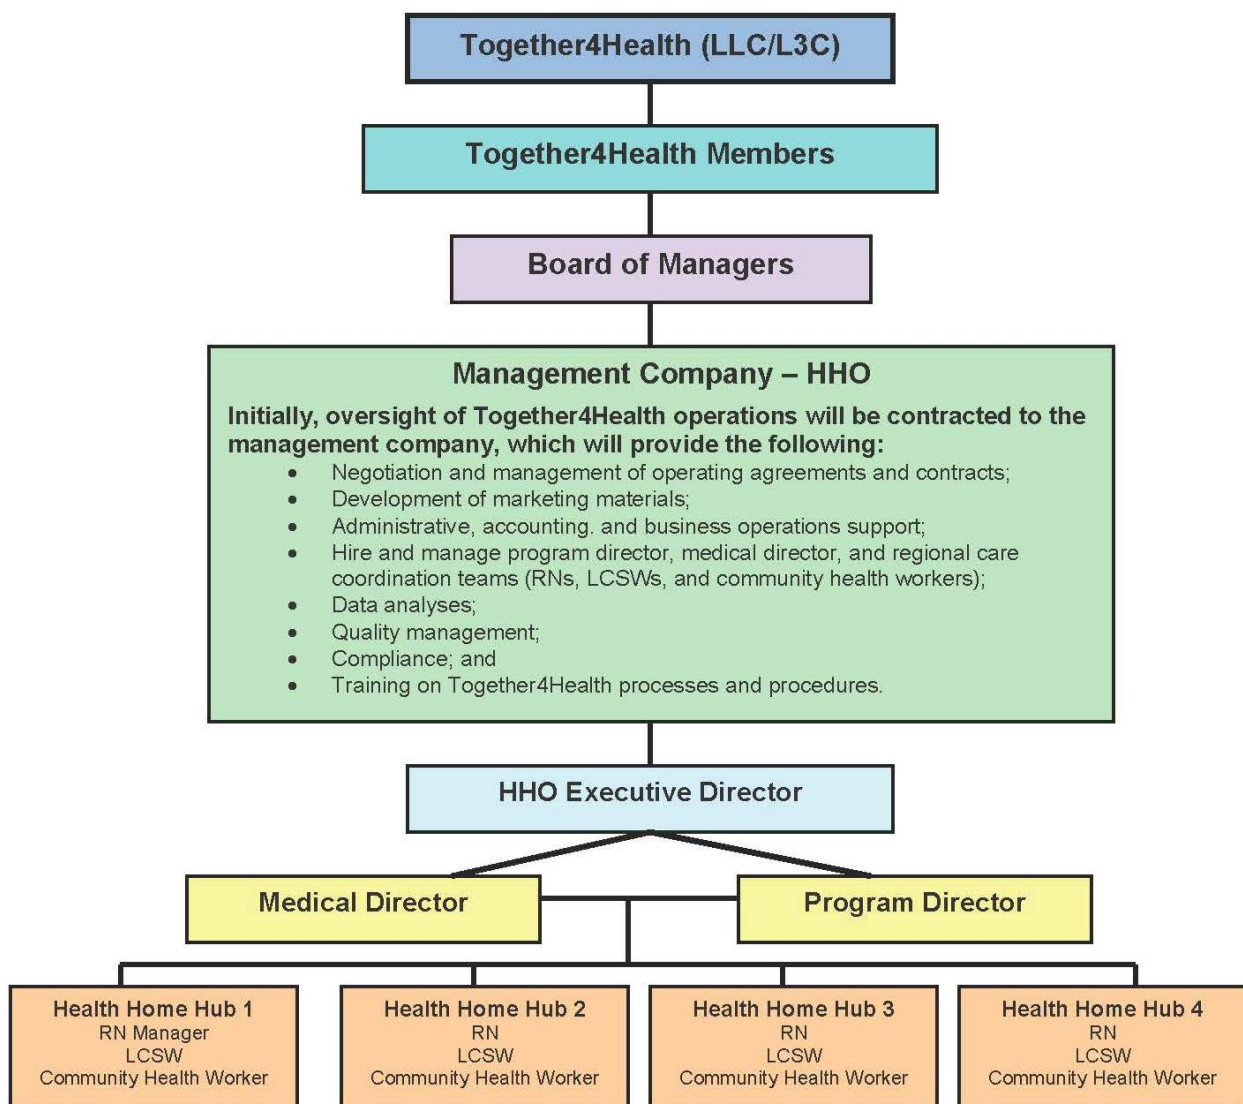 Together4Health (LLC/L3C)
Together4Health Members
Board of Managers
Management Company – HHO
Initially, oversight of Together4Health operations will be contracted to the
management company, which will provide the following:
• Negotiation and management of operating agreements and contracts;
• Development of marketing materials;
• Administrative, accounting. and business operations support;
• Hire and manage program director, medical director, and regional care
coordination teams (RNs, LCSWs, and community health workers);
• Data analyses;
• Quality management;
• Compliance; and
• Training on Together4Health processes and procedures.
HHO Executive Director
Medical Director
Program Director
Health Home Hub 1
RN Manager
LCSW
Community Health Worker
Health Home Hub 2
RN
LCSW
Community Health Worker
Health Home Hub 3
RN
LCSW
Community Health Worker
Health Home Hub 4
RN
LCSW
Community Health Worker